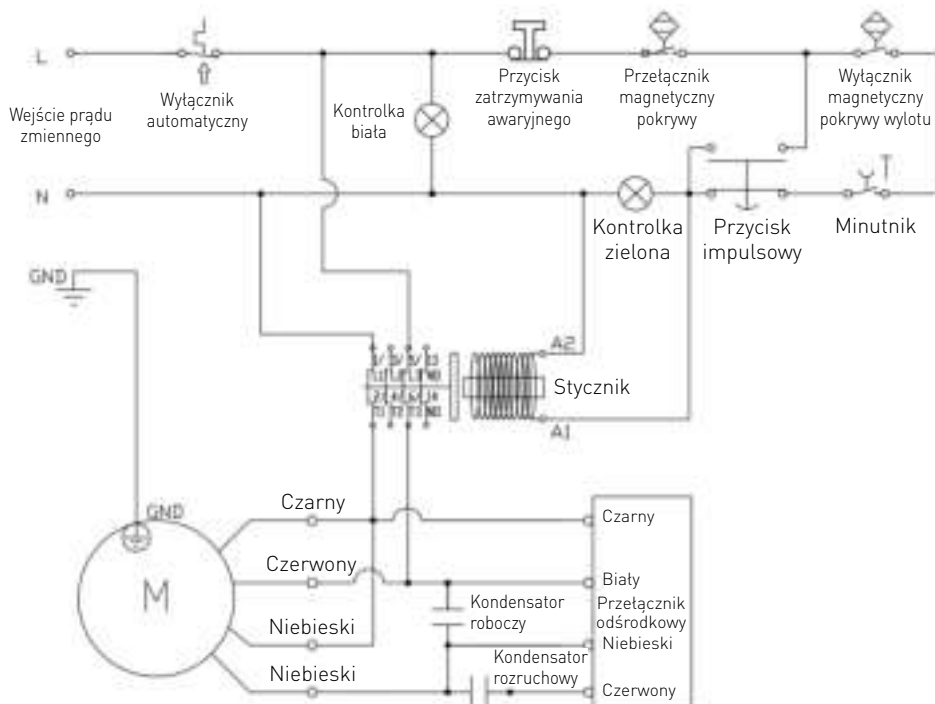 L
Wejście prądu
zmiennego
Wyłącznik
automatyczny
Kontrolka
biała
Przycisk
zatrzymywania
awaryjnego
Przełącznik
magnetyczny
pokrywy
Wyłącznik
magnetyczny
pokrywy wylotu
N
Kontrolka
zielona
Przycisk
impulsowy
Minutnik
GND
A2
Stycznik
A1
GND
M
Czarny
Czerwony
Niebieski
Niebieski
Kondensator
roboczy
Kondensator
rozruchowy
Czarny
Biały
Przełącznik
odśrodkowy
Niebieski
Czerwony